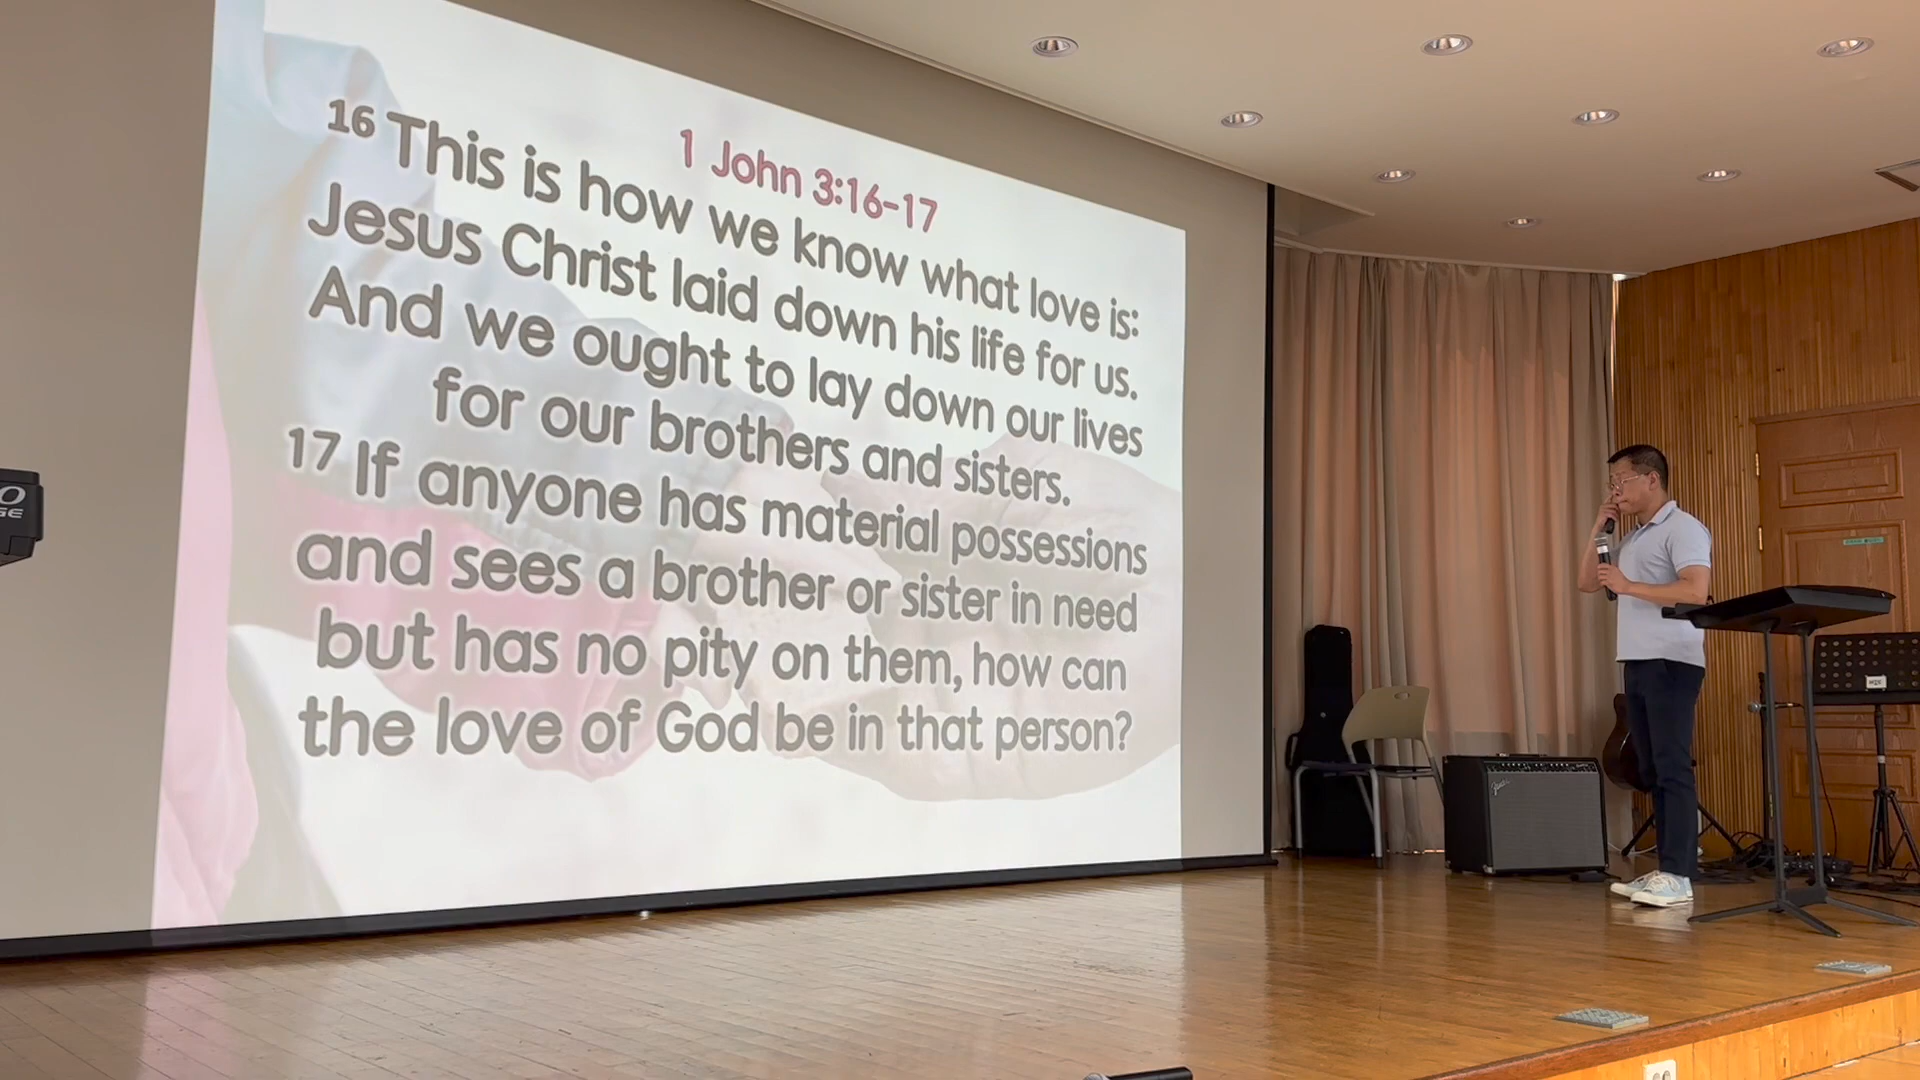 1 John 3:16-17
16 This is how we know what love is:
Jesus Christ laid down his life for us.
And we ought to lay down our lives
for our brothers and sisters.
17 If anyone has material possessions
and sees a brother or sister in need
but has no pity on them, how can
the love of God be in that person?
Fender